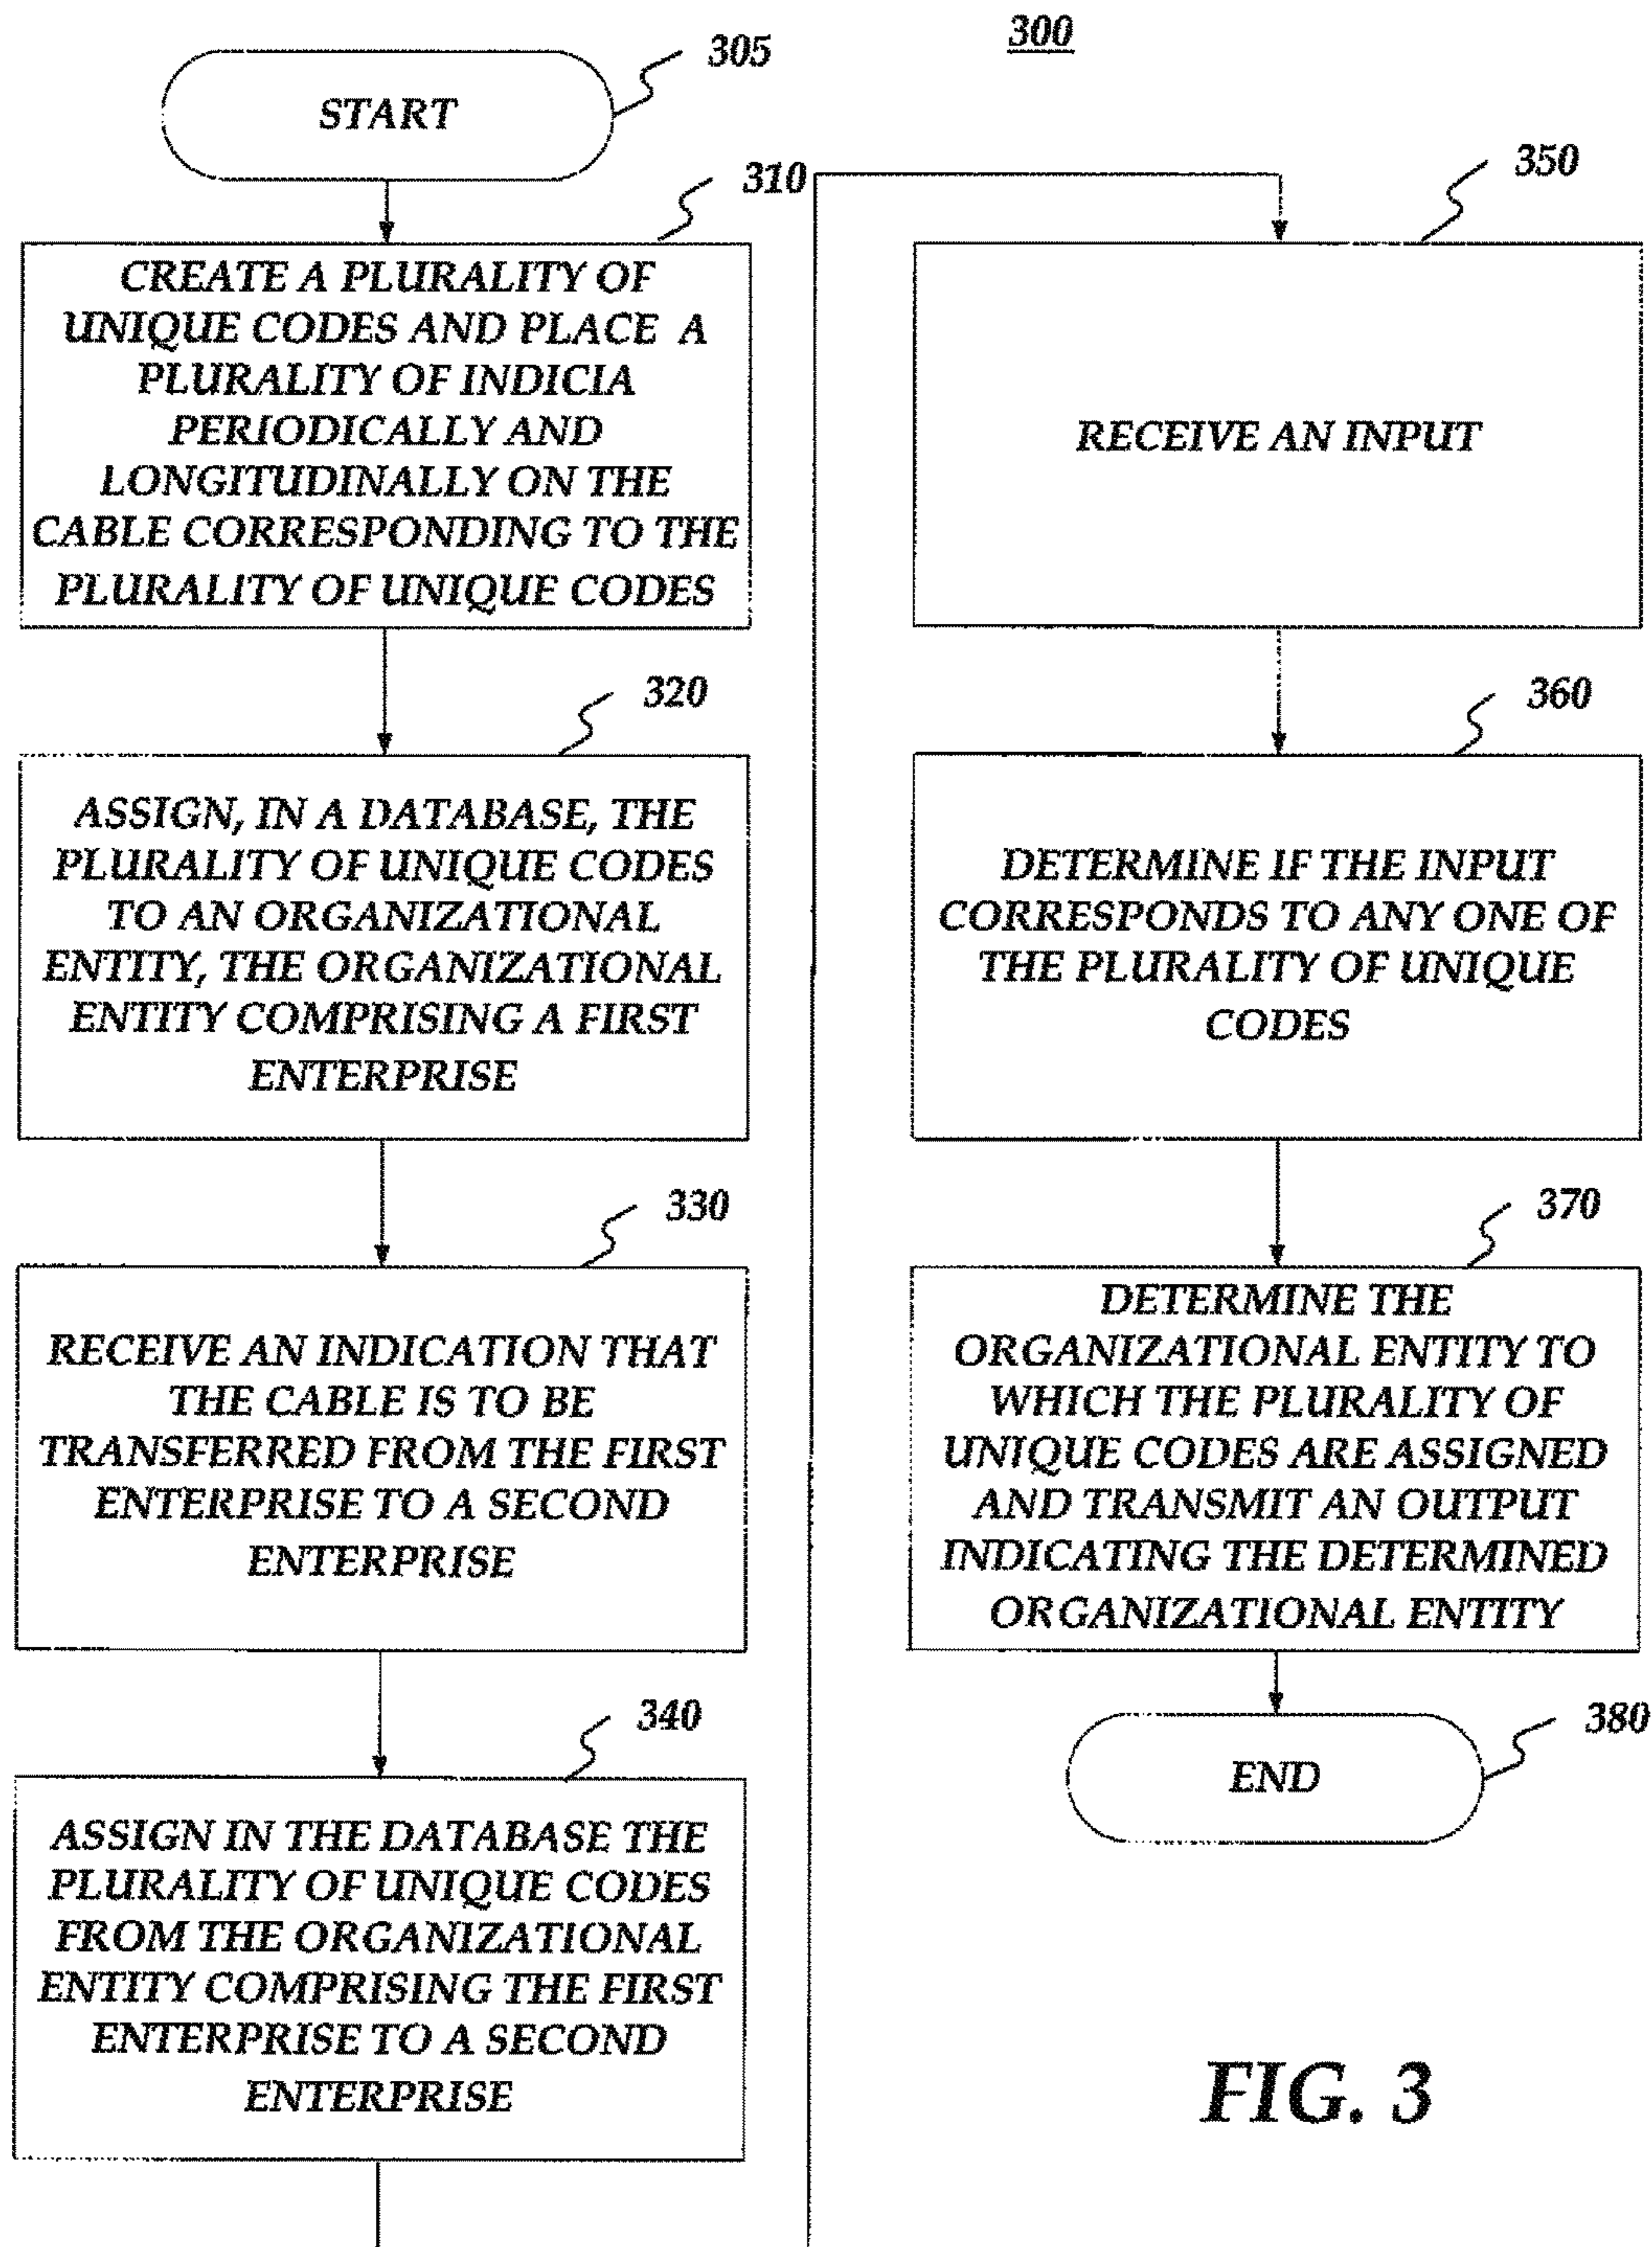 300
START
305
310
CREATE A PLURALITY OF
UNIQUE CODES AND PLACE A
PLURALITY OF INDICIA
PERIODICALLY AND
LONGITUDINALLY ON THE
CABLE CORRESPONDING TO THE
PLURALITY OF UNIQUE CODES
320
ASSIGN, IN A DATABASE, THE
PLURALITY OF UNIQUE CODES
TO AN ORGANIZATIONAL
ENTITY, THE ORGANIZATIONAL
ENTITY COMPRISING A FIRST
ENTERPRISE
330
RECEIVE AN INDICATION THAT
THE CABLE IS TO BE
TRANSFERRED FROM THE FIRST
ENTERPRISE TO A SECOND
ENTERPRISE
340
ASSIGN IN THE DATABASE THE
PLURALITY OF UNIQUE CODES
FROM THE ORGANIZATIONAL
ENTITY COMPRISING THE FIRST
ENTERPRISE TO A SECOND
ENTERPRISE
350
RECEIVE AN INPUT
360
DETERMINE IF THE INPUT
CORRESPONDS TO ANY ONE OF
THE PLURALITY OF UNIQUE
CODES
370
DETERMINE THE
ORGANIZATIONAL ENTITY TO
WHICH THE PLURALITY OF
UNIQUE CODES ARE ASSIGNED
AND TRANSMIT AN OUTPUT
INDICATING THE DETERMINED
ORGANIZATIONAL ENTITY
END
380
FIG. 3